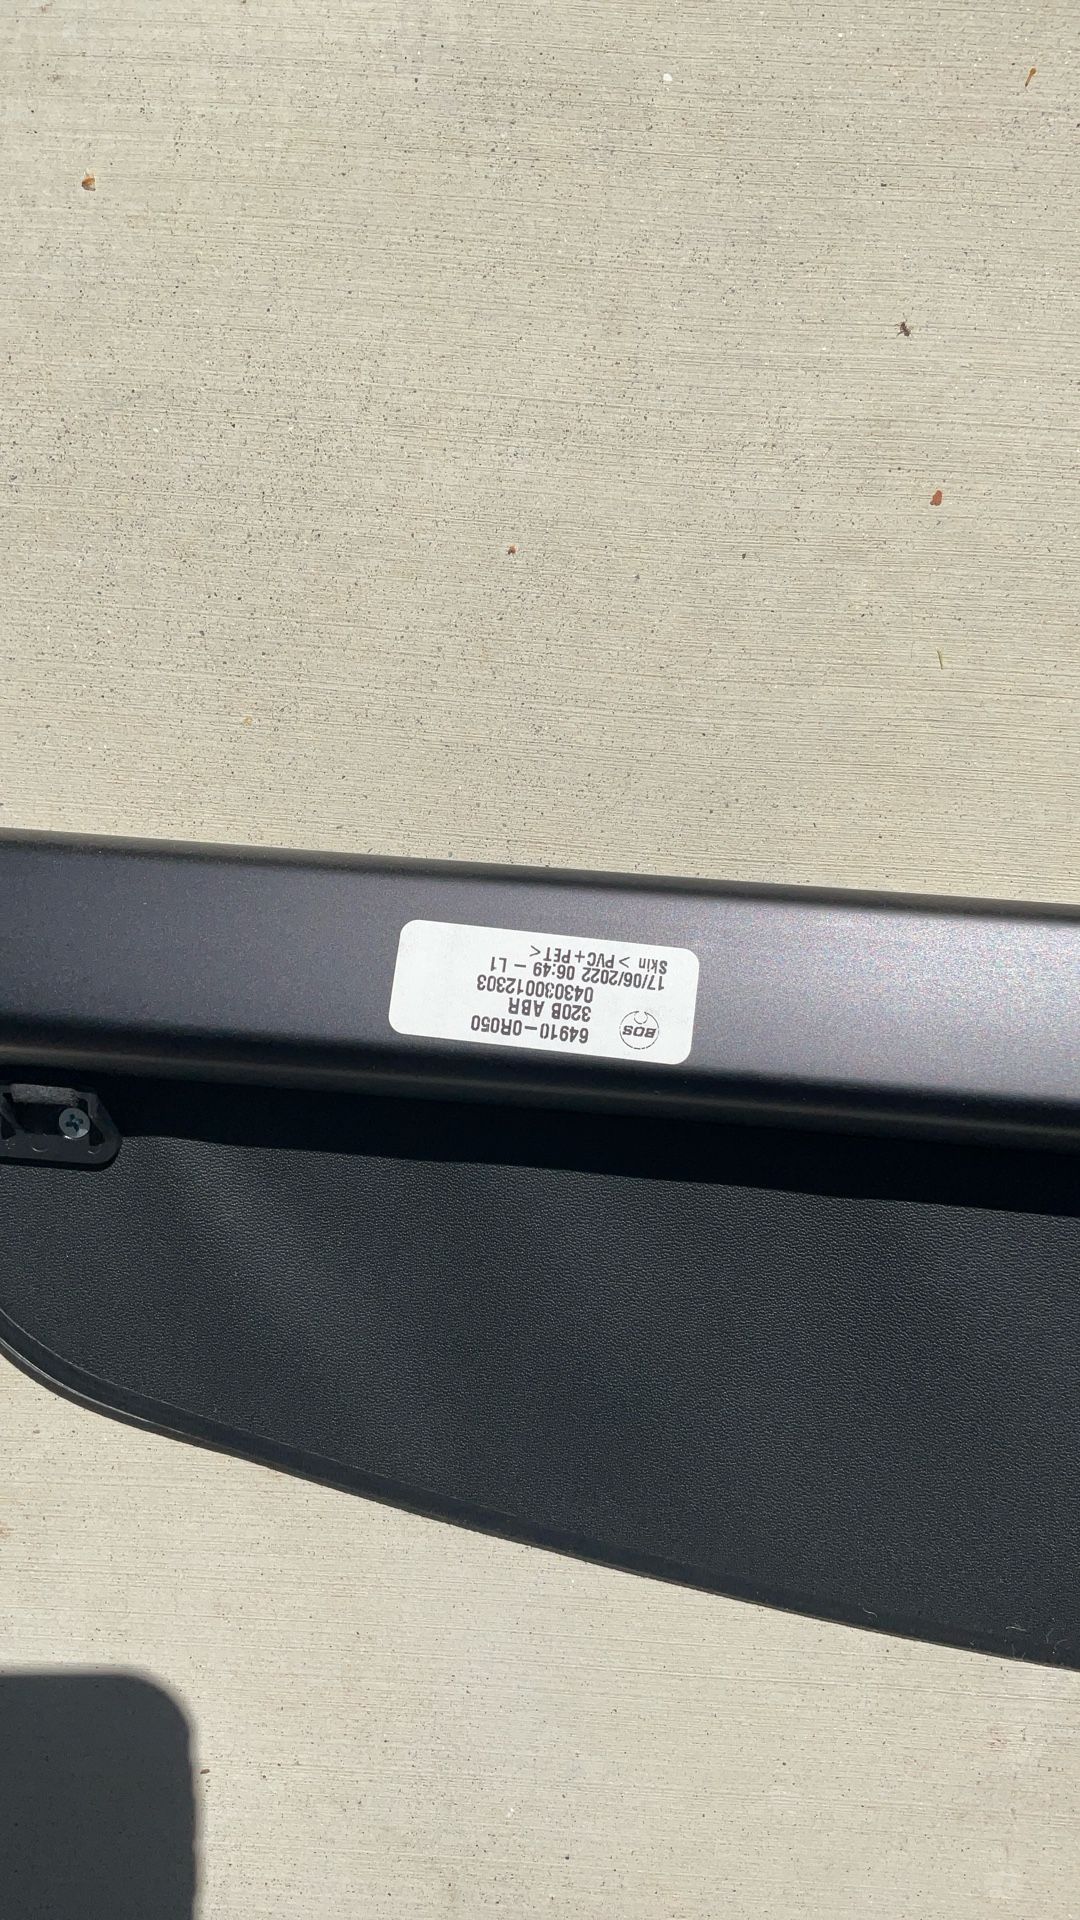 BOS
64910-0R050
320B ABR
043030012303
17/06/2022 06:49 - L1
Skin > PVC+PET<